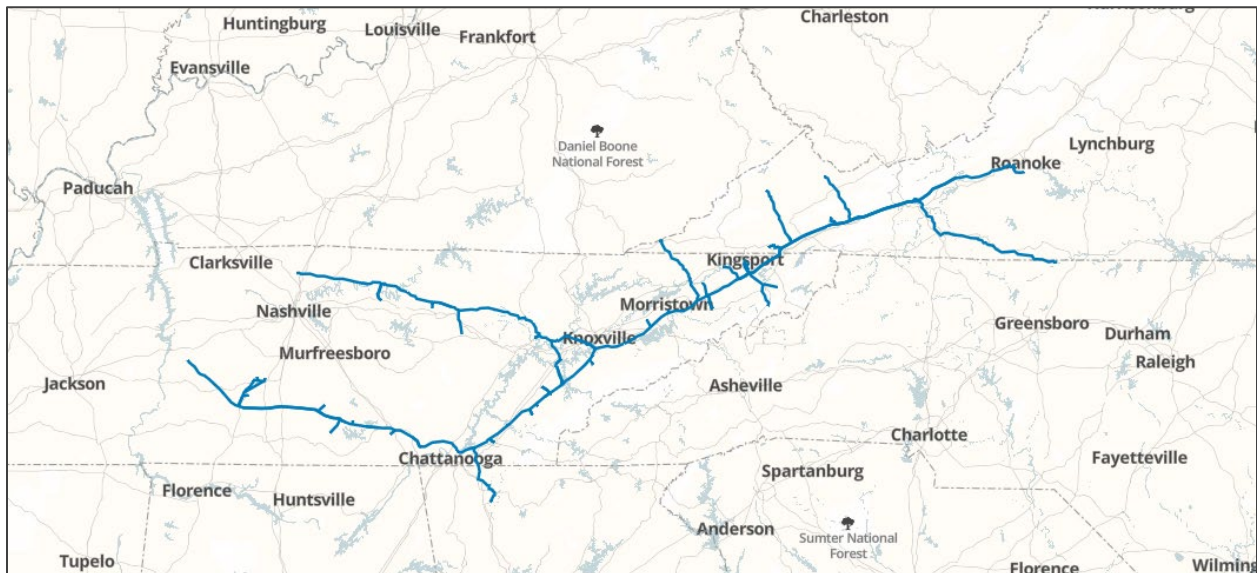 Charleston
Huntingburg
Louisville
Frankfort
Evansville
Daniel Boone
National Forest
Lynchburg
Roanoke
Paducah
Clarksville
Kingsport
Nashville
Morristown
Knoxville
Greensboro
Durham
Raleigh
Murfreesboro
Jackson
Asheville
Charlotte
Chattanooga
Fayetteville
Spartanburg
Florence
Huntsville
Anderson
Sumter National
Forest
Tupelo
Florence
Wilming